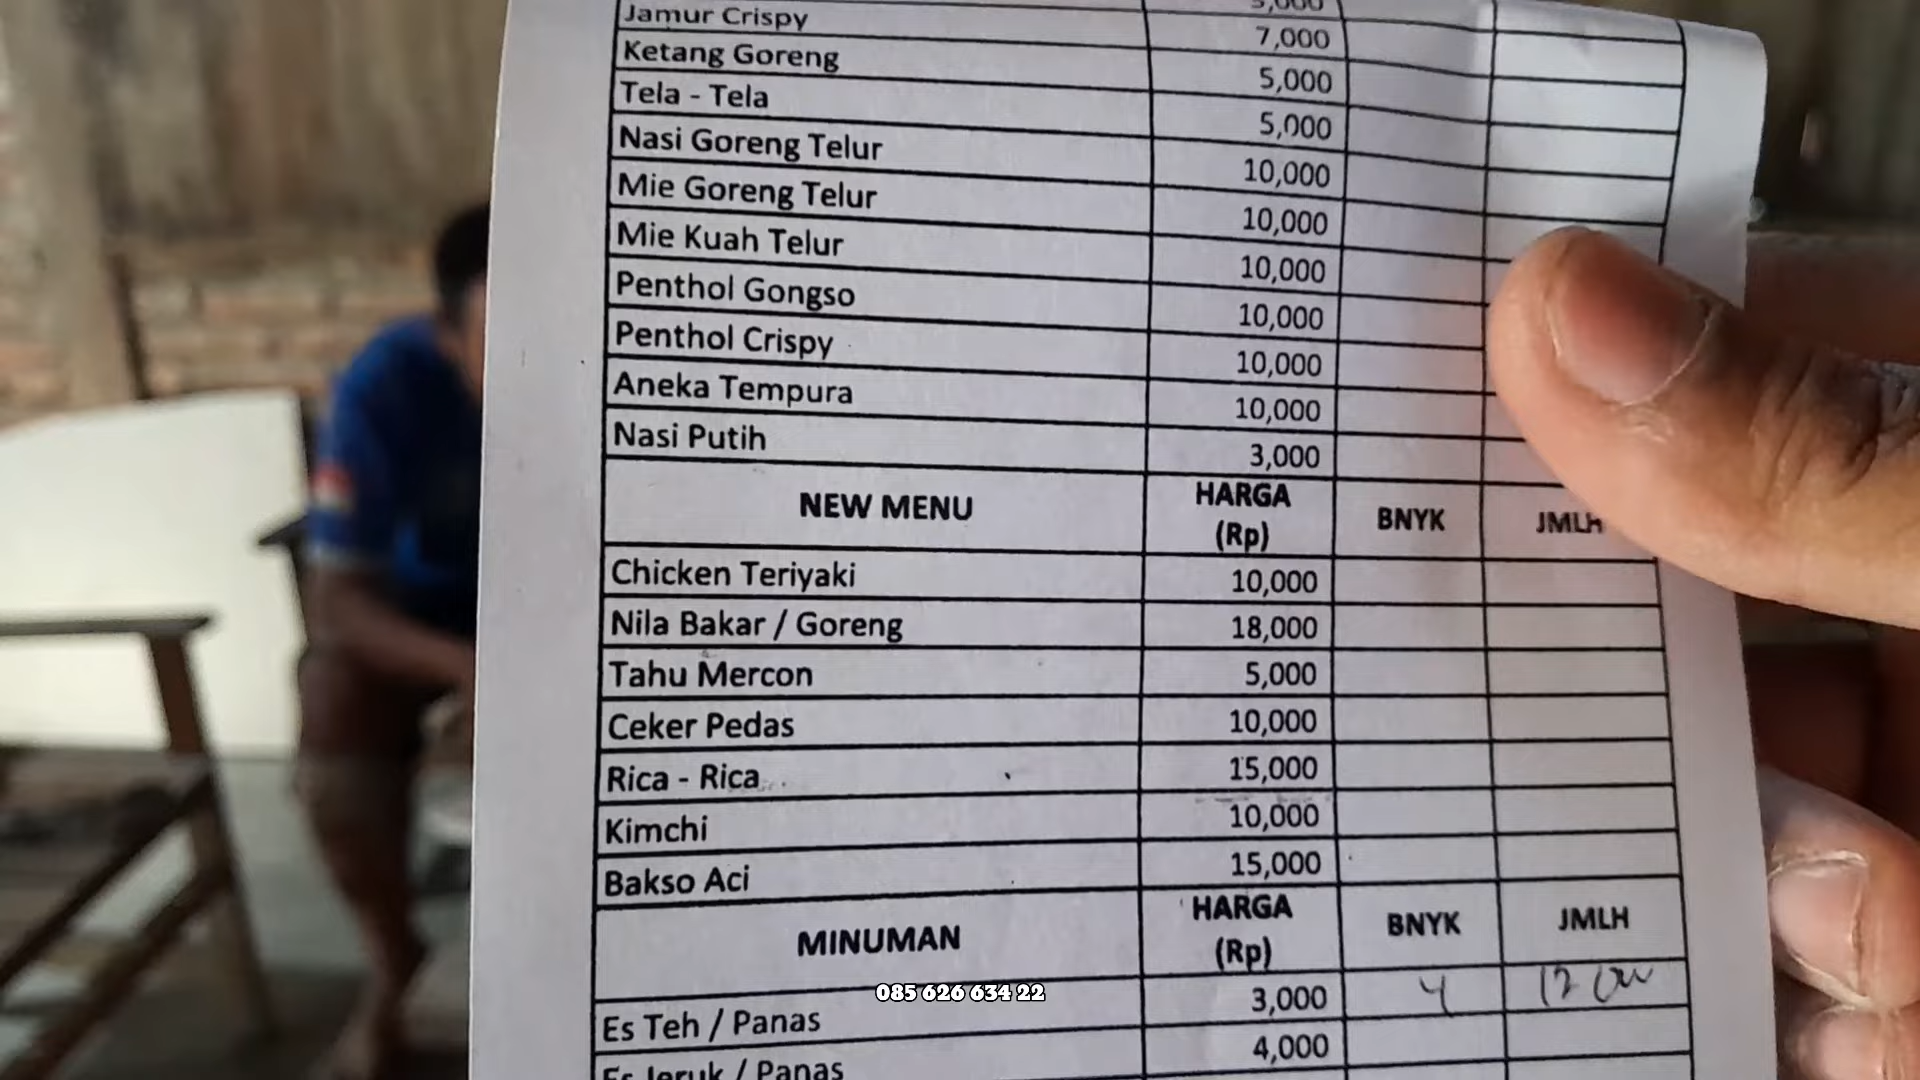 Jamur Crispy 7,000
Ketang Goreng 5,000
Tela - Tela 5,000
Nasi Goreng Telur 10,000
Mie Goreng Telur 10,000
Mie Kuah Telur 10,000
Penthol Gongso 10,000
Penthol Crispy 10,000
Aneka Tempura 10,000
Nasi Putih 3,000
NEW MENU HARGA (Rp) BNYK JMLH
Chicken Teriyaki 10,000
Nila Bakar / Goreng 18,000
Tahu Mercon 5,000
Ceker Pedas 10,000
Rica - Rica 15,000
Kimchi 10,000
Bakso Aci 15,000
MINUMAN HARGA (Rp) BNYK JMLH
085 626 634 22
Es Teh / Panas 3,000 4
Es Jeruk / Panas 4,000